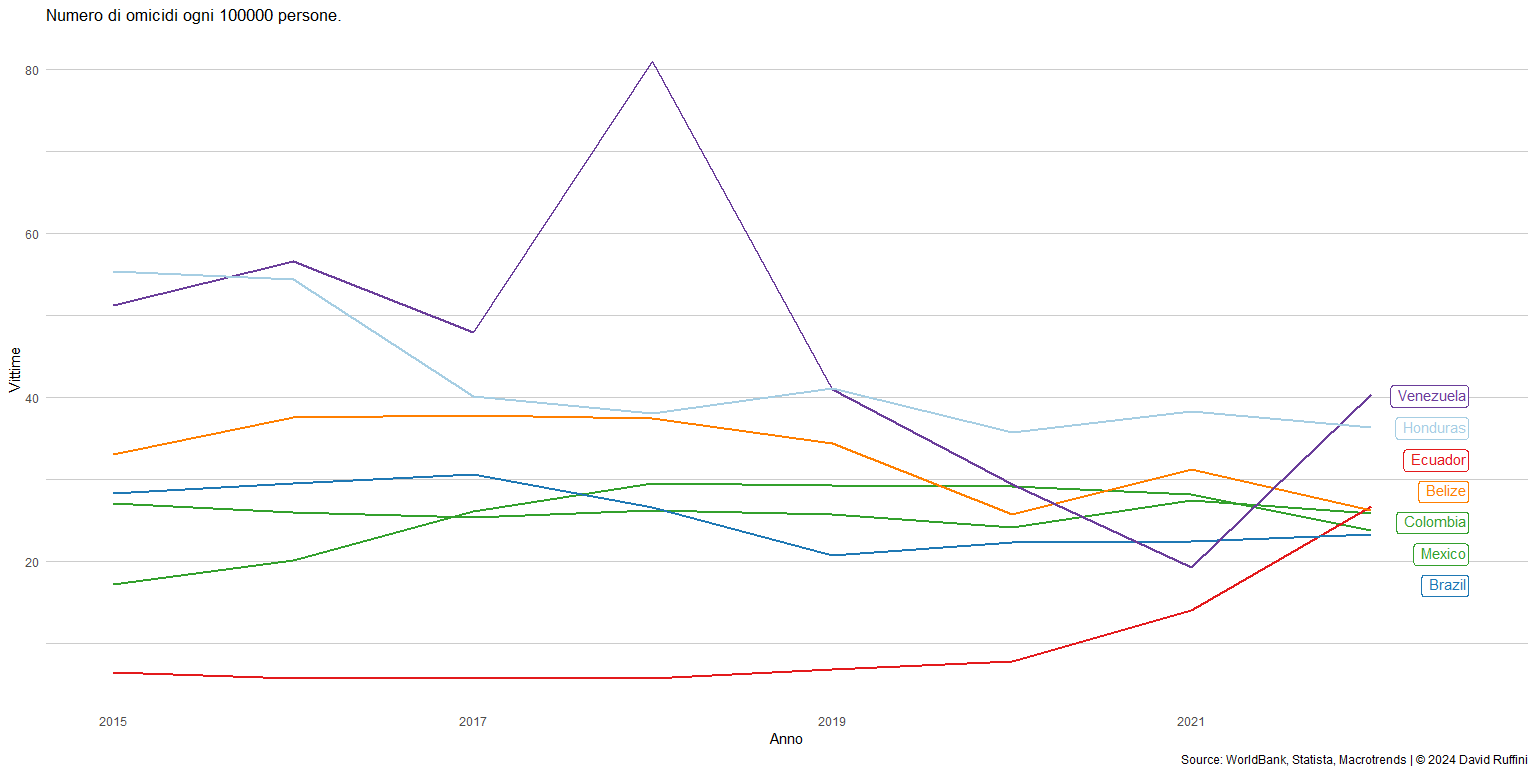 Numero di omicidi ogni 100000 persone.
80
60
40
20
Vittime
Venezuela
Honduras
Ecuador
Belize
Colombia
Mexico
Brazil
2015 2017 2019 2021
Anno
Source: WorldBank, Statista, Macrotrends | © 2024 David Ruffini